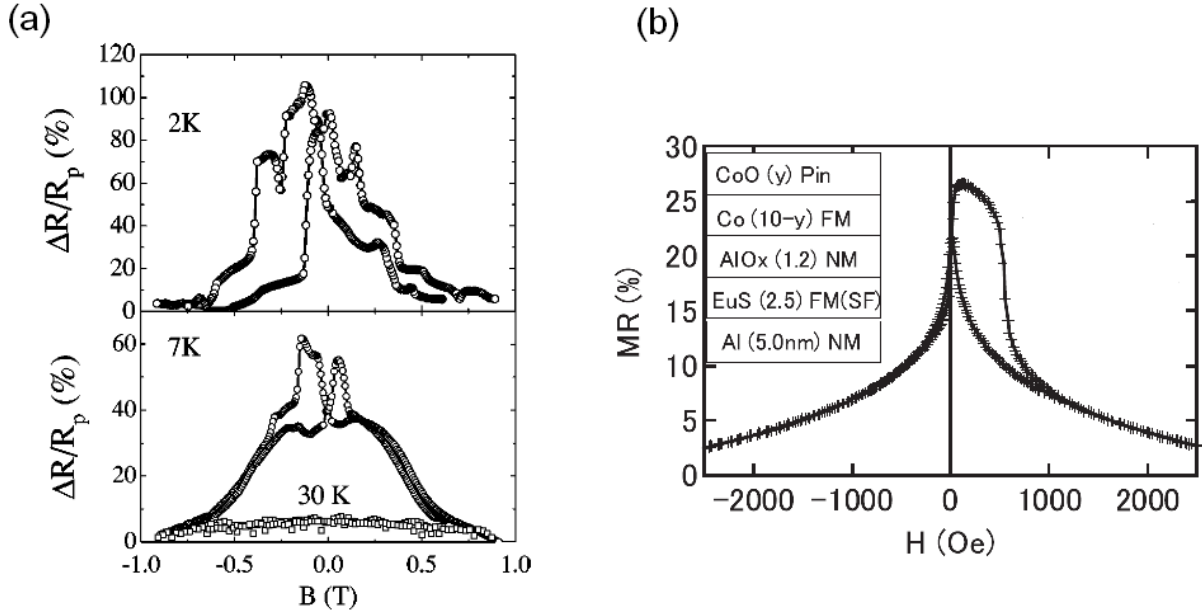 (a)
120
100
80
60
40
20
0
ΔR/Rp (%)
2K
60
40
20
0
ΔR/Rp (%)
7K
30 K
-1.0 -0.5 0.0 0.5 1.0
B (T)
(b)
30
25
20
15
10
5
0
MR (%)
CoO (y) Pin
Co (10-y) FM
AlOx (1.2) NM
EuS (2.5) FM(SF)
Al (5.0nm) NM
-2000 -1000 0 1000 2000
H (Oe)